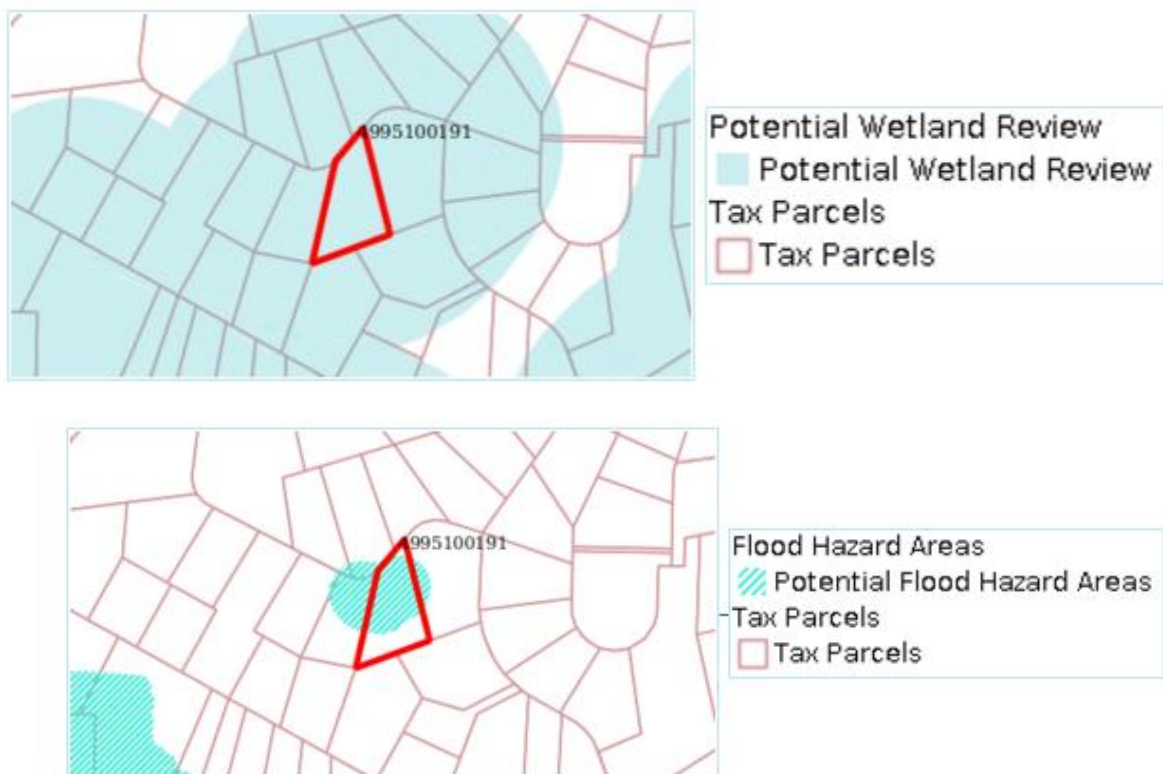 4995100191
Potential Wetland Review
Potential Wetland Review
Tax Parcels
Tax Parcels
995100191
Flood Hazard Areas
Potential Flood Hazard Areas
Tax Parcels
Tax Parcels